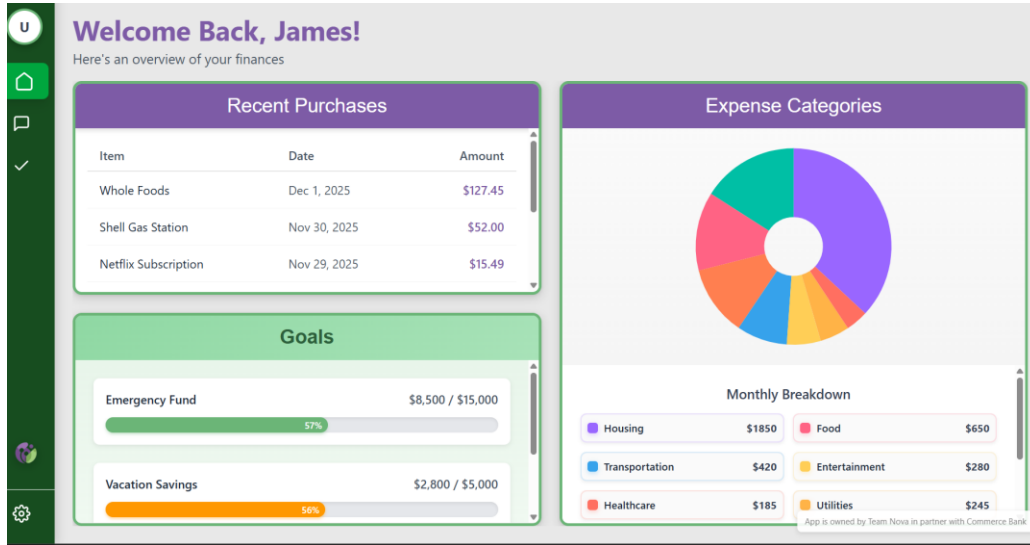 U
Welcome Back, James!
Here's an overview of your finances
Recent Purchases
Item Date Amount
Whole Foods Dec 1, 2025 $127.45
Shell Gas Station Nov 30, 2025 $52.00
Netflix Subscription Nov 29, 2025 $15.49
Goals
Emergency Fund $8,500 / $15,000
57%
Vacation Savings $2,800 / $5,000
56%
Expense Categories
Monthly Breakdown
Housing $1850 Food $650
Transportation $420 Entertainment $280
Healthcare $185 Utilities $245
App is owned by Team Nova in partner with Commerce Bank